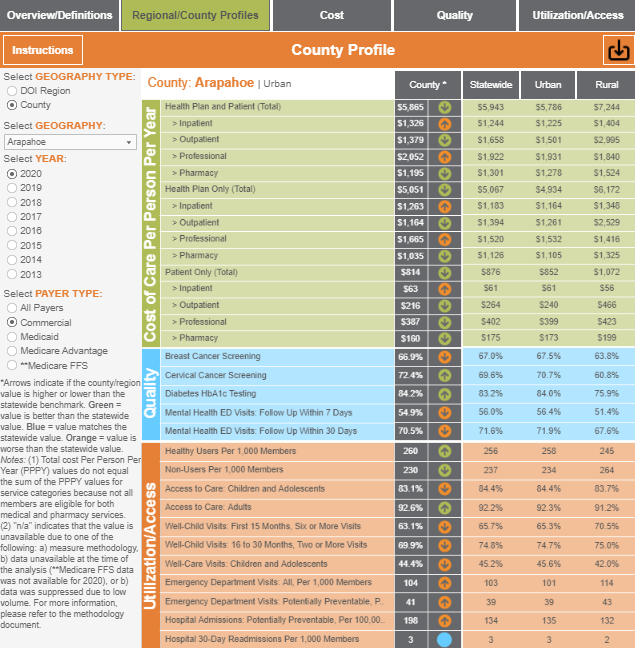 Overview/Definitions Regional/County Profiles Cost Quality Utilization/Access
Instructions County Profile
Select GEOGRAPHY TYPE:
DOI Region
County
Select GEOGRAPHY:
Arapahoe
Select YEAR:
2020
2019
2018
2017
2016
2015
2014
2013
Select PAYER TYPE:
All Payers
Commercial
Medicaid
Medicare Advantage
**Medicare FFS
*Arrows indicate if the county/region
value is higher or lower than the
statewide benchmark. Green =
value is better than the statewide
value. Blue = value matches the
statewide value. Orange = value is
worse than the statewide value.
Notes: (1) Total cost Per Person Per
Year (PPPY) values do not equal
the sum of the PPPY values for
service categories because not all
members are eligible for both
medical and pharmacy services.
(2) "n/a" indicates that the value is
unavailable due to one of the
following: a) measure methodology,
b) data unavailable at the time of
the analysis (**Medicare FFS data
was not available for 2020), or b)
data was suppressed due to low
volume. For more information,
please refer to the methodology
document.
County: Arapahoe | Urban County * Statewide Urban Rural
Cost of Care Per Person Per Year
Health Plan and Patient (Total) $5,865 $5,943 $5,786 $7,244
> Inpatient $1,326 $1,244 $1,225 $1,404
> Outpatient $1,379 $1,658 $1,501 $2,995
> Professional $2,052 $1,922 $1,931 $1,840
> Pharmacy $1,195 $1,301 $1,278 $1,524
Health Plan Only (Total) $5,051 $5,067 $4,934 $6,172
> Inpatient $1,263 $1,183 $1,164 $1,348
> Outpatient $1,164 $1,394 $1,261 $2,529
> Professional $1,665 $1,520 $1,532 $1,416
> Pharmacy $1,035 $1,126 $1,105 $1,325
Patient Only (Total) $814 $876 $852 $1,072
> Inpatient $63 $61 $61 $56
> Outpatient $216 $264 $240 $466
> Professional $387 $402 $399 $423
> Pharmacy $160 $175 $173 $199
Quality
Breast Cancer Screening 66.9% 67.0% 67.5% 63.8%
Cervical Cancer Screening 72.4% 69.6% 70.7% 60.8%
Diabetes HbA1c Testing 84.2% 83.2% 84.0% 75.9%
Mental Health ED Visits: Follow Up Within 7 Days 54.9% 56.0% 56.4% 51.4%
Mental Health ED Visits: Follow Up Within 30 Days 70.5% 71.6% 71.9% 67.6%
Utilization/Access
Healthy Users Per 1,000 Members 260 256 258 245
Non-Users Per 1,000 Members 230 237 234 264
Access to Care: Children and Adolescents 83.1% 84.4% 84.4% 83.7%
Access to Care: Adults 92.6% 92.2% 92.3% 91.2%
Well-Child Visits: First 15 Months, Six or More Visits 63.1% 65.7% 65.3% 70.5%
Well-Child Visits: 16 to 30 Months, Two or More Visits 69.9% 74.8% 74.7% 75.0%
Well-Care Visits: Children and Adolescents 44.4% 45.2% 45.6% 42.0%
Emergency Department Visits: All, Per 1,000 Members 104 103 101 114
Emergency Department Visits: Potentially Preventable, P.. 41 39 39 43
Hospital Admissions: Potentially Preventable, Per 100,00.. 198 134 135 132
Hospital 30-Day Readmissions Per 1,000 Members 3 3 3 2